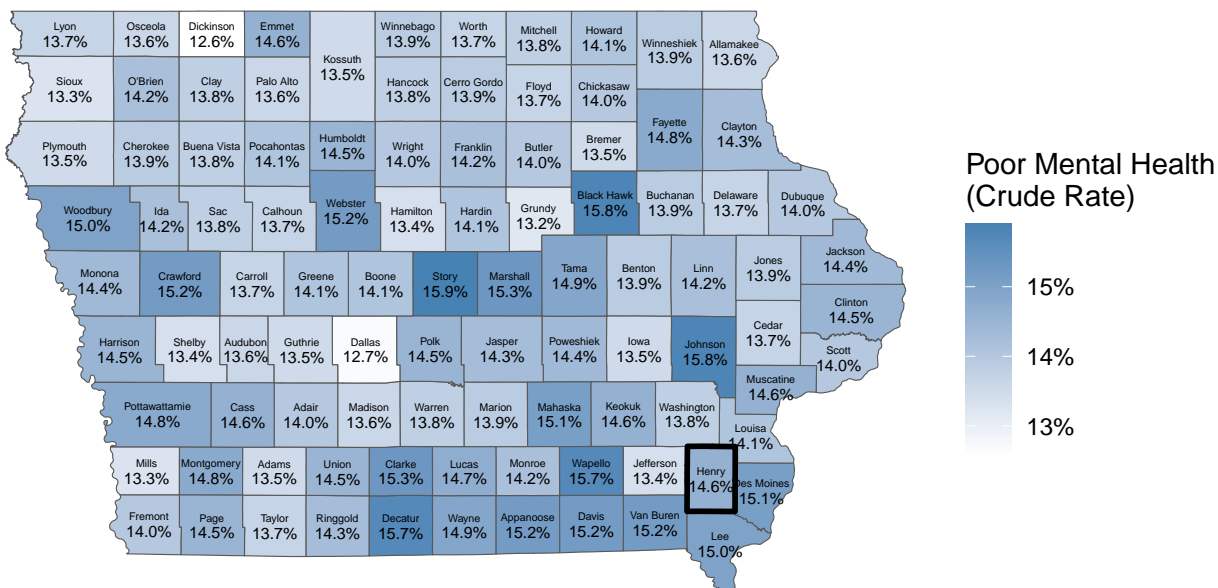 Lyon
13.7%
Osceola
13.6%
Dickinson
12.6%
Emmet
14.6%
Kossuth
13.5%
Winnebago
13.9%
Worth
13.7%
Mitchell
13.8%
Howard
14.1%
Winneshiek
13.9%
Allamakee
13.6%
Sioux
13.3%
O'Brien
14.2%
Clay
13.8%
Palo Alto
13.6%
Hancock
13.8%
Cerro Gordo
13.9%
Floyd
13.7%
Chickasaw
14.0%
Fayette
14.8%
Clayton
14.3%
Plymouth
13.5%
Cherokee
13.9%
Buena Vista
13.8%
Pocahontas
14.1%
Humboldt
14.5%
Wright
14.0%
Franklin
14.2%
Butler
14.0%
Bremer
13.5%
Woodbury
15.0%
Ida
14.2%
Sac
13.8%
Calhoun
13.7%
Webster
15.2%
Hamilton
13.4%
Hardin
14.1%
Grundy
13.2%
Black Hawk
15.8%
Buchanan
13.9%
Delaware
13.7%
Dubuque
14.0%
Monona
14.4%
Crawford
15.2%
Carroll
13.7%
Greene
14.1%
Boone
14.1%
Story
15.9%
Marshall
15.3%
Tama
14.9%
Benton
13.9%
Linn
14.2%
Jones
13.9%
Jackson
14.4%
Clinton
14.5%
Harrison
14.5%
Shelby
13.4%
Audubon
13.6%
Guthrie
13.5%
Dallas
12.7%
Polk
14.5%
Jasper
14.3%
Poweshiek
14.4%
Iowa
13.5%
Johnson
15.8%
Cedar
13.7%
Scott
14.0%
Muscatine
14.6%
Pottawattamie
14.8%
Cass
14.6%
Adair
14.0%
Madison
13.6%
Warren
13.8%
Marion
13.9%
Mahaska
15.1%
Keokuk
14.6%
Washington
13.8%
Louisa
14.1%
Mills
13.3%
Montgomery
14.8%
Adams
13.5%
Union
14.5%
Clarke
15.3%
Lucas
14.7%
Monroe
14.2%
Wapello
15.7%
Jefferson
13.4%
Henry
14.6%
Des Moines
15.1%
Fremont
14.0%
Page
14.5%
Taylor
13.7%
Ringgold
14.3%
Decatur
15.7%
Wayne
14.9%
Appanoose
15.2%
Davis
15.2%
Van Buren
15.2%
Lee
15.0%
Poor Mental Health
(Crude Rate)
15%
14%
13%